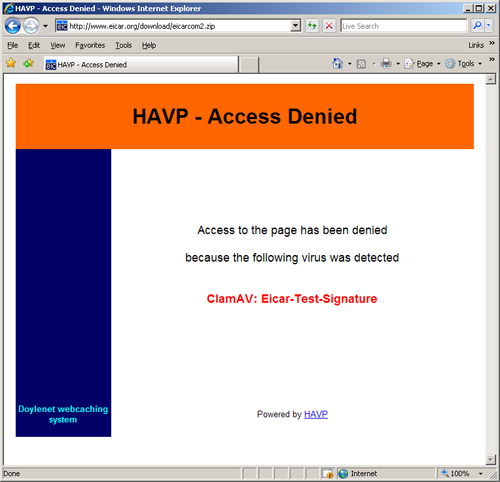 HAVP - Access Denied - Windows Internet Explorer
http://www.eicar.org/download/eicarcom2.zip
Live Search
File Edit View Favorites Tools Help
Links »
HAVP - Access Denied
Page Tools »
HAVP - Access Denied
Access to the page has been denied
because the following virus was detected
ClamAV: Eicar-Test-Signature
Doylenet webcaching
system
Powered by HAVP
Done
Internet
100%